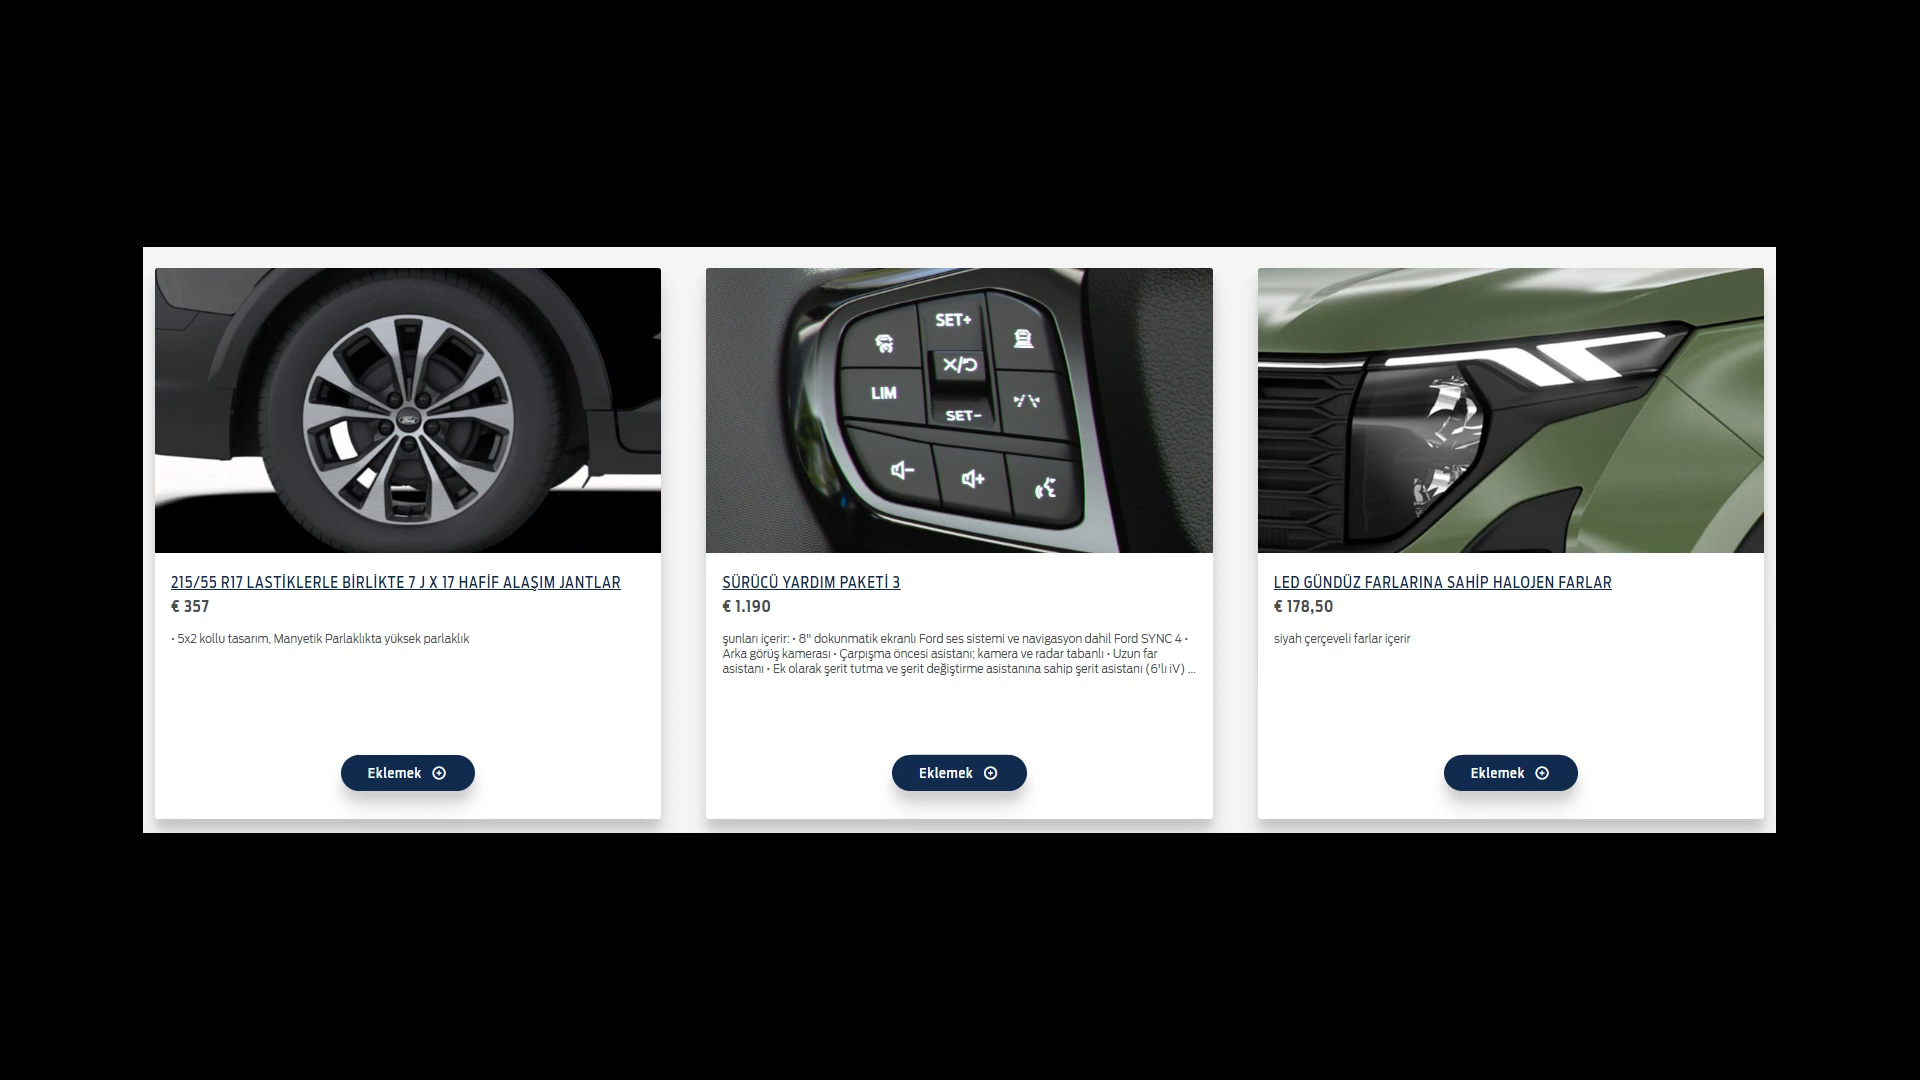 SET+
X/
LIM
SET-
215/55 R17 LASTİKLERLE BİRLİKTE 7 J X 17 HAFİF ALAŞIM JANTLAR
€ 357
• 5x2 kollu tasarım, Manyetik Parlaklıkta yüksek parlaklık
Eklemek
SÜRÜCÜ YARDIM PAKETİ 3
€ 1.190
şunları içerir: • 8" dokunmatik ekranlı Ford ses sistemi ve navigasyon dahil Ford SYNC 4 •
Arka görüş kamerası • Çarpışma öncesi asistanı; kamera ve radar tabanlı • Uzun far
asistanı • Ek olarak şerit tutma ve şerit değiştirme asistanına sahip şerit asistanı (6'lı iV) ...
Eklemek
LED GÜNDÜZ FARLARINA SAHİP HALOJEN FARLAR
€ 178,50
siyah çerçeveli farlar içerir
Eklemek